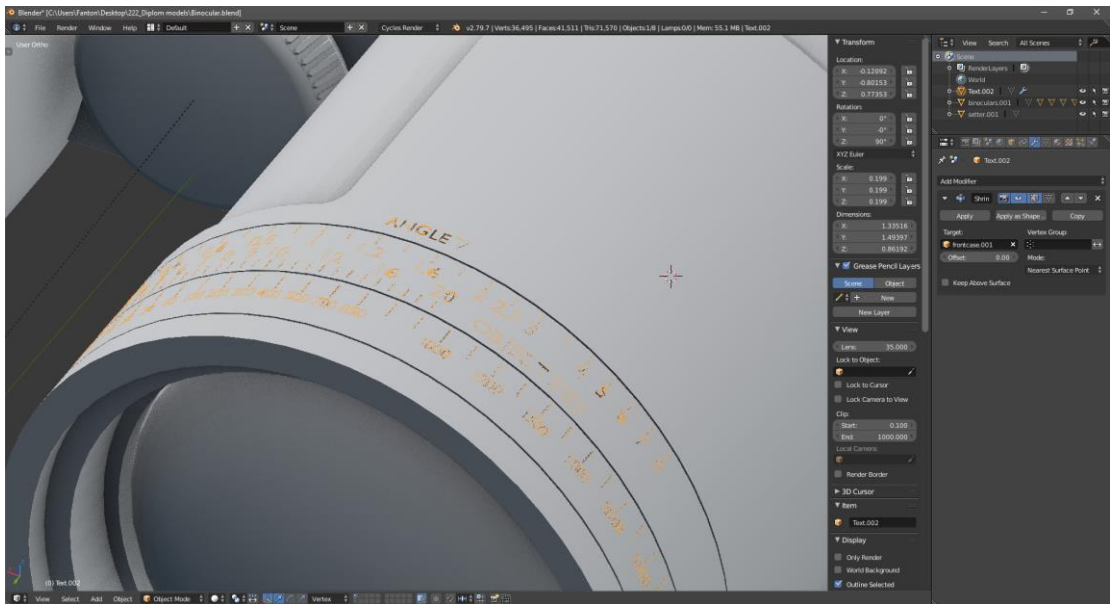 Blender* [C:\Users\Fanton\Desktop\222_Diplom models\Binocular.blend]
File Render Window Help Default Scene Cycles Render v2.79.7 | Verts:36,495 | Faces:41,511 | Tris:71,570 | Objects:1/8 | Lamps:0/0 | Mem: 55.1 MB | Text.002
User Ortho
ANGLE
(0) Text.002
View Select Add Object Object Mode Vertex
Transform
Location:
X: -0.12892
Y: -0.80153
Z: 0.77353
Rotation:
X: 0°
Y: -0°
Z: 90°
XYZ Euler
Scale:
X: 0.199
Y: 0.199
Z: 0.199
Dimensions:
X: 1.33516
Y: 1.49397
Z: 0.86192
Grease Pencil Layers
Scene Object
New
New Layer
View
Lens: 35.000
Lock to Object:
Lock to Cursor
Lock Camera to View
Clip:
Start: 0.100
End: 1000.000
Local Camera:
Render Border
3D Cursor
Item
Text.002
Display
Only Render
World Background
Outline Selected
View Search All Scenes
Scene
RenderLayers
World
Text.002
binoculars.001
setter.001
Text.002
Add Modifier
Shrin
Apply Apply as Shape... Copy
Target: Vertex Group:
frontcase.001
Offset: 0.00 Mode:
Nearest Surface Point
Keep Above Surface